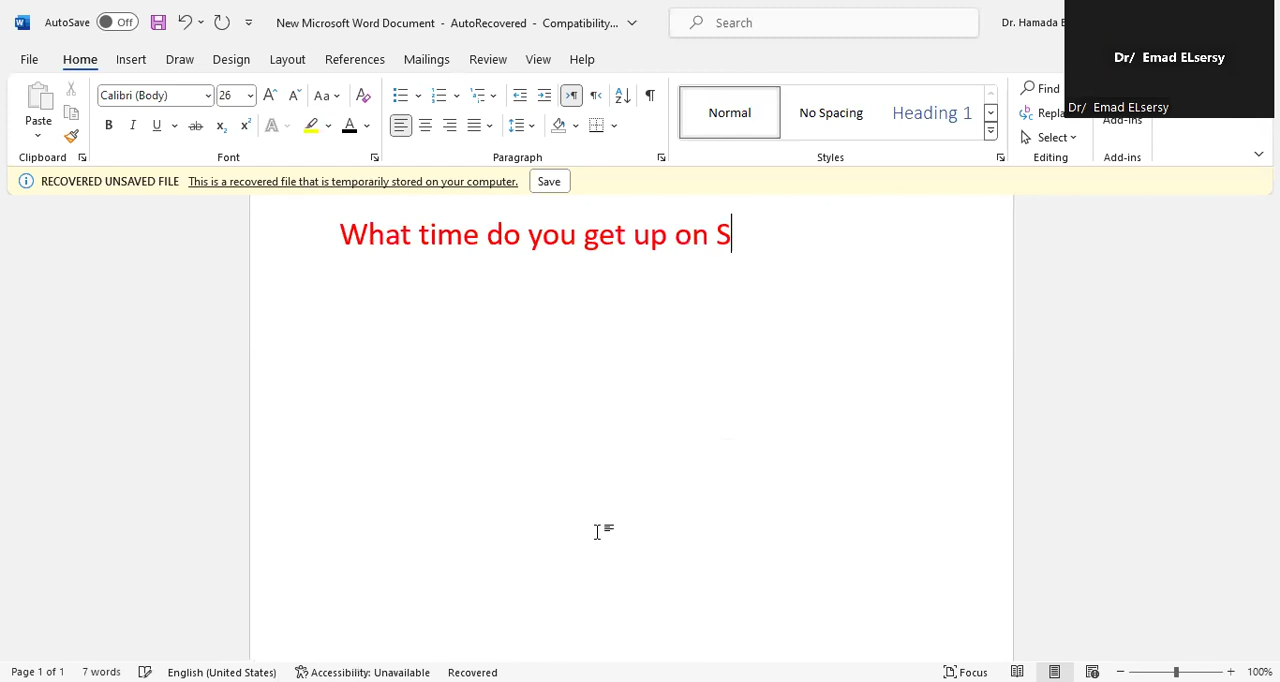 AutoSave Off New Microsoft Word Document - AutoRecovered - Compatibility... Search Dr. Hamada E
Dr/ Emad ELsersy
Dr/ Emad ELsersy
File Home Insert Draw Design Layout References Mailings Review View Help
Paste
Calibri (Body) 26
Normal No Spacing Heading 1
Find
Repla
Select
Add-ins
Clipboard Font Paragraph Styles Editing Add-ins
RECOVERED UNSAVED FILE This is a recovered file that is temporarily stored on your computer. Save
What time do you get up on S
Page 1 of 1 7 words English (United States) Accessibility: Unavailable Recovered Focus 100%